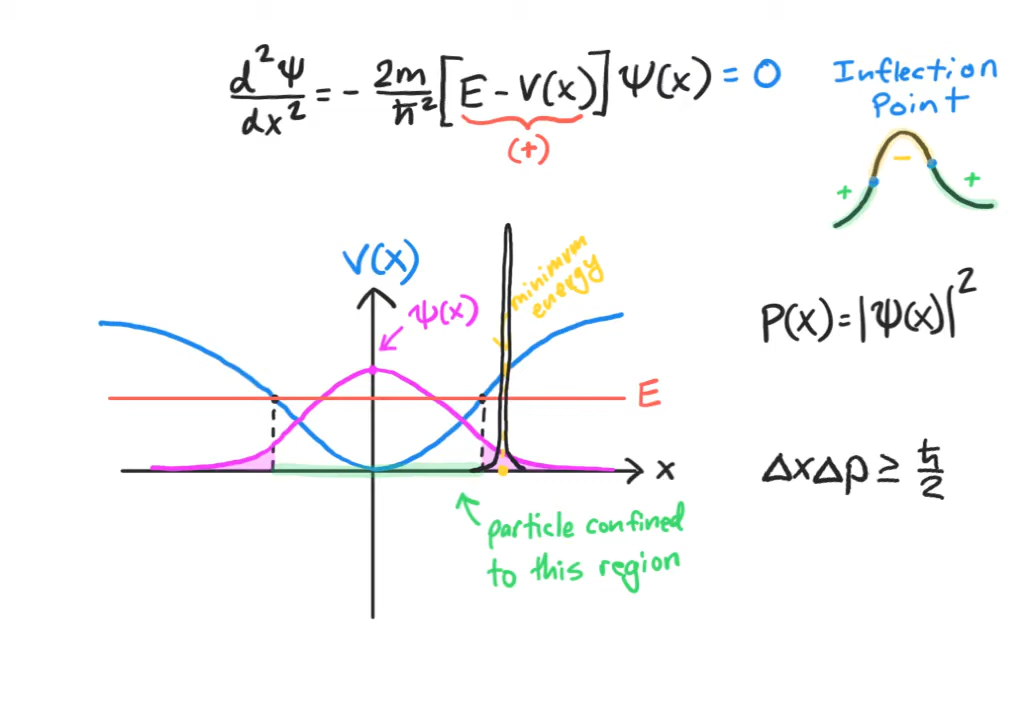 d²Ψ/dx² = - 2m/ħ² [E - V(x)] Ψ(x) = 0
(+)
Inflection
Point
+ - +
V(x)
Ψ(x)
minimum
energy
P(x) = |Ψ(x)|²
E
x
ΔxΔp ≥ ħ/2
particle confined
to this region